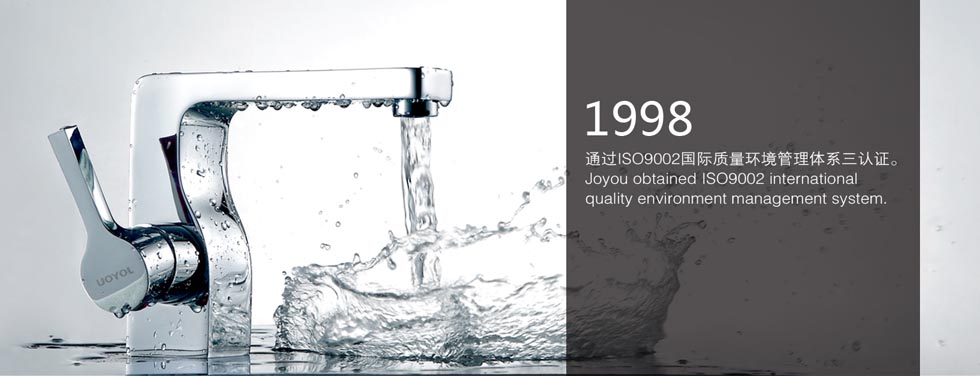 1998
通过ISO9002国际质量环境管理体系三认证。
Joyou obtained ISO9002 international
quality environment management system.